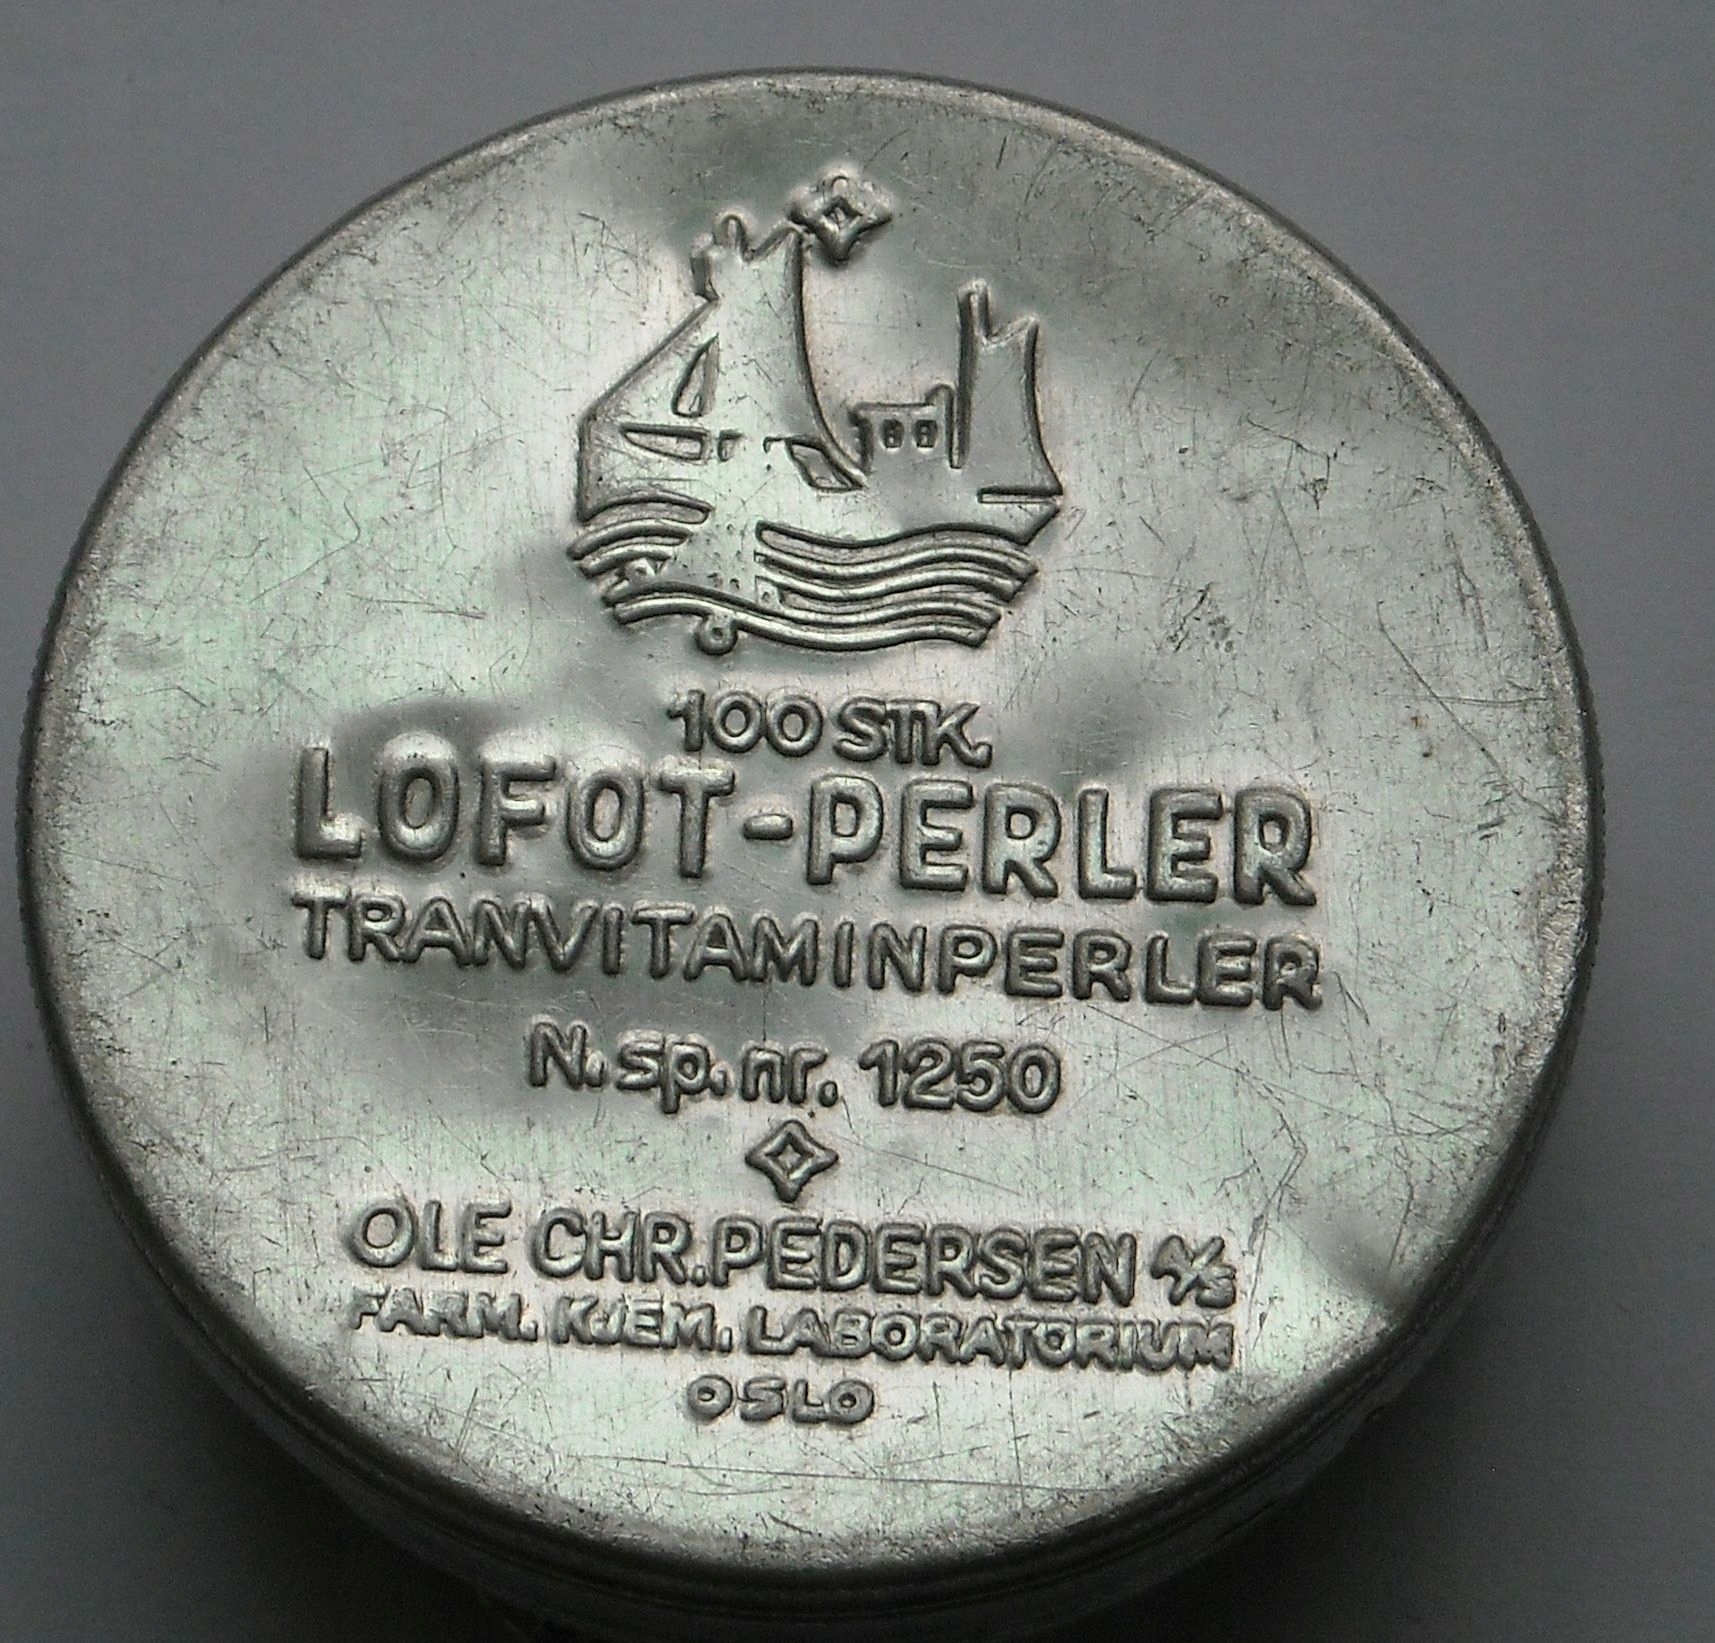 100 STK.
LOFOT-PERLER
TRANVITAMINPERLER
N. sp. nr. 1250
OLE CHR. PEDERSEN A/S
FARM. KJEM. LABORATORIUM
OSLO